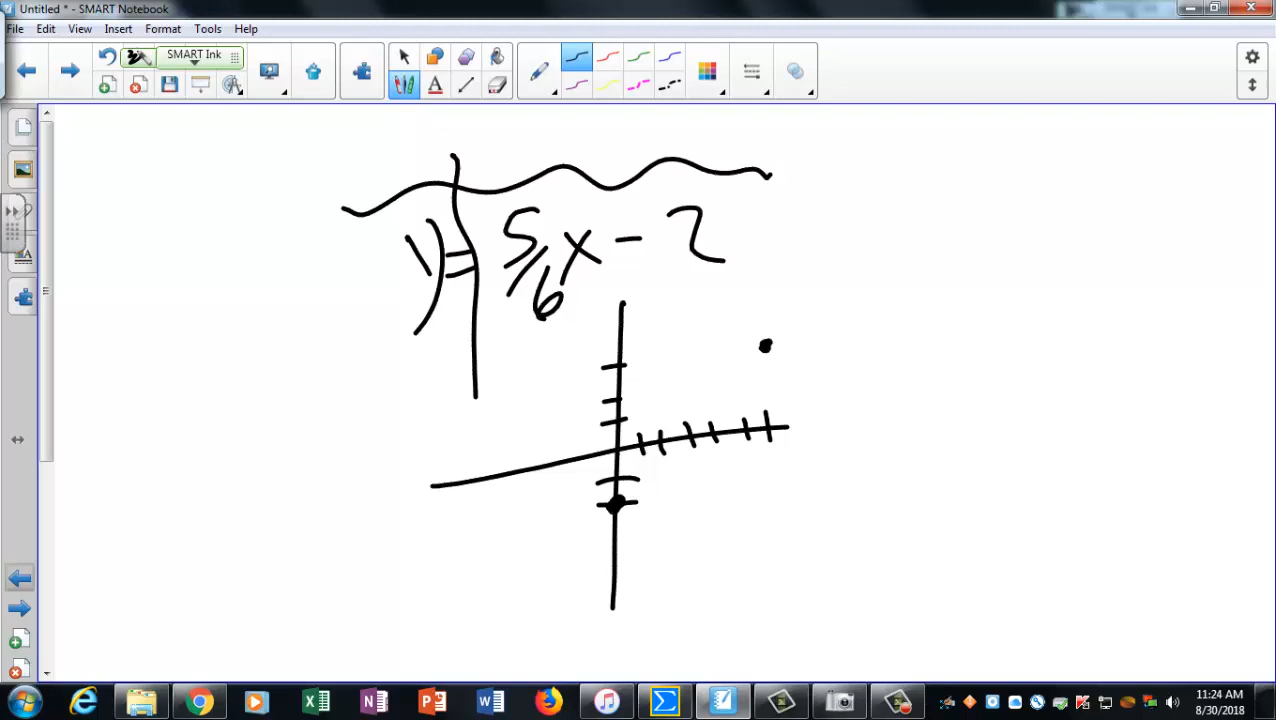 Untitled * - SMART Notebook
File Edit View Insert Format Tools Help
SMART Ink
y = 5/6 x - 2
11:24 AM
8/30/2018